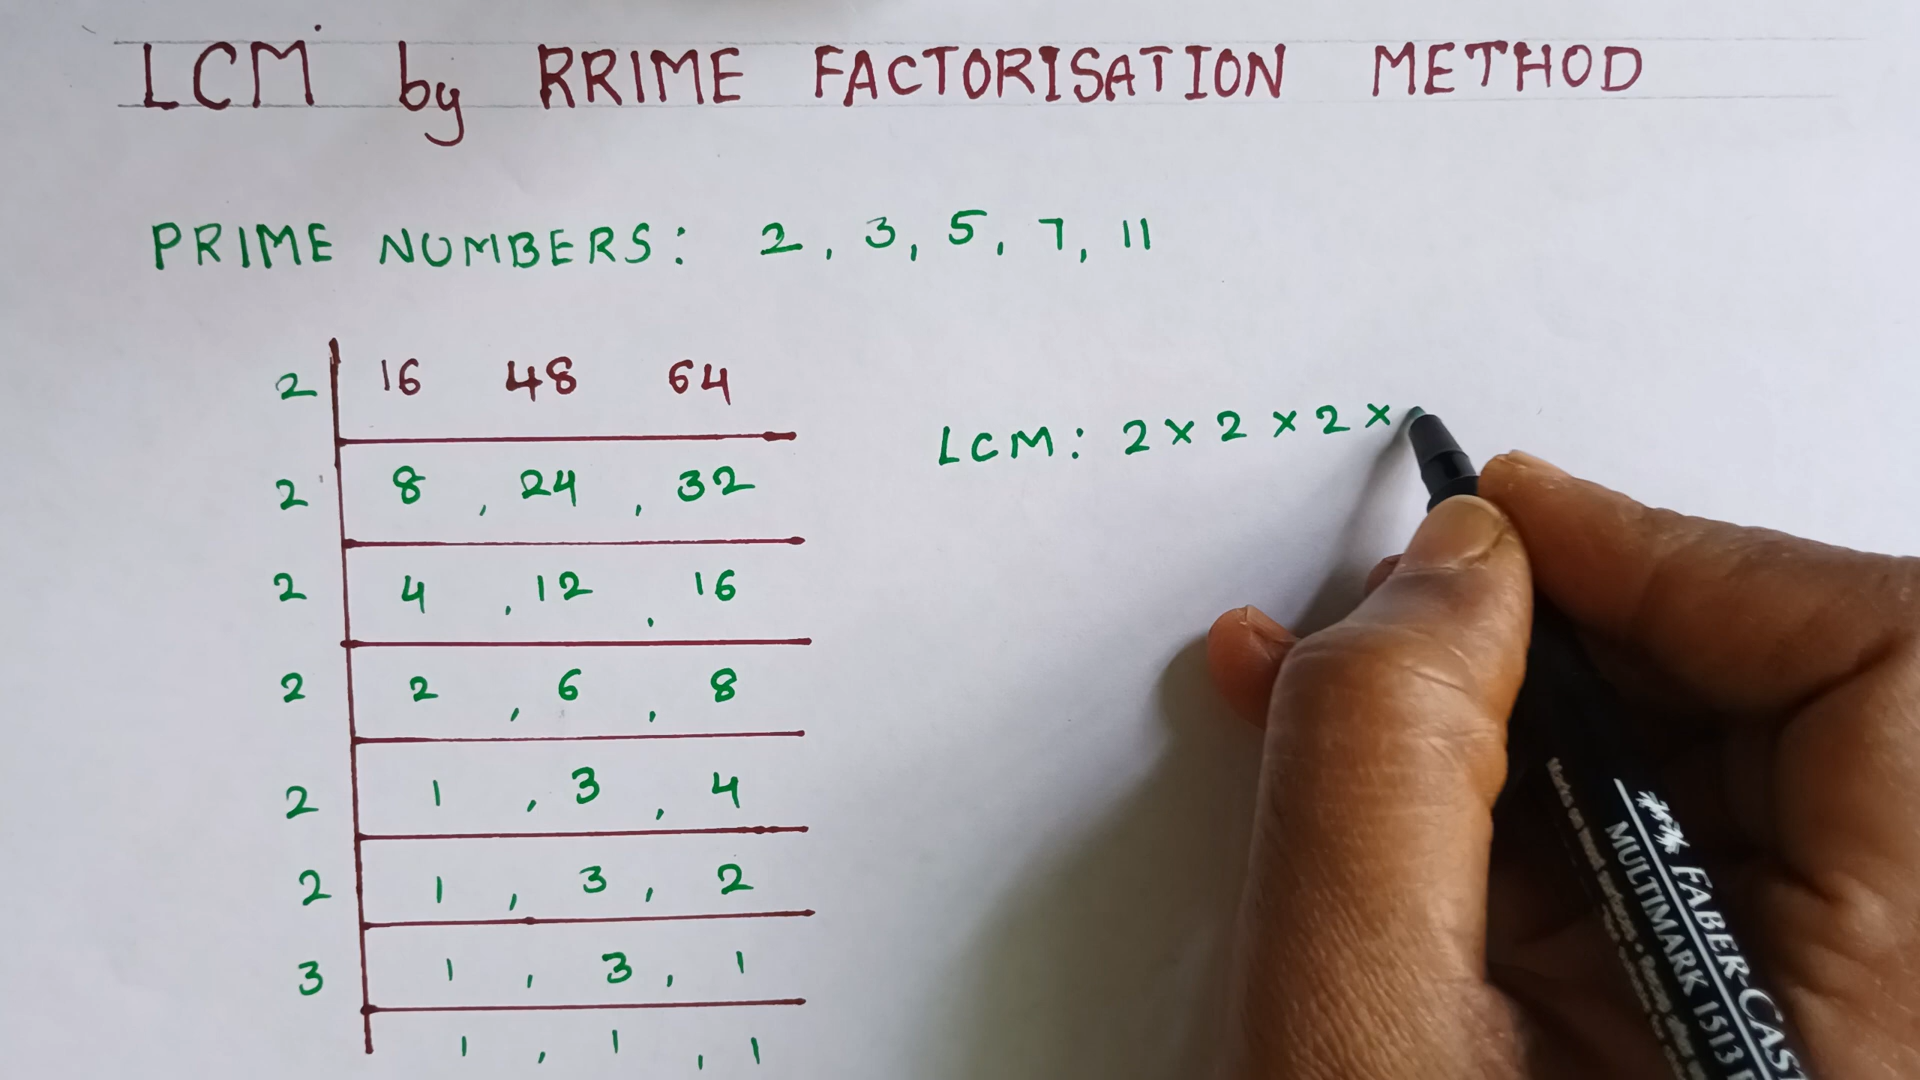 LCM by RRIME FACTORISATION METHOD
PRIME NUMBERS: 2, 3, 5, 7, 11
2 16 48 64
2 8, 24, 32
2 4, 12, 16
2 2, 6, 8
2 1, 3, 4
2 1, 3, 2
3 1, 3, 1
1, 1, 1
LCM: 2 × 2 × 2 ×
FABER-CAST
MULTIMARK 1513